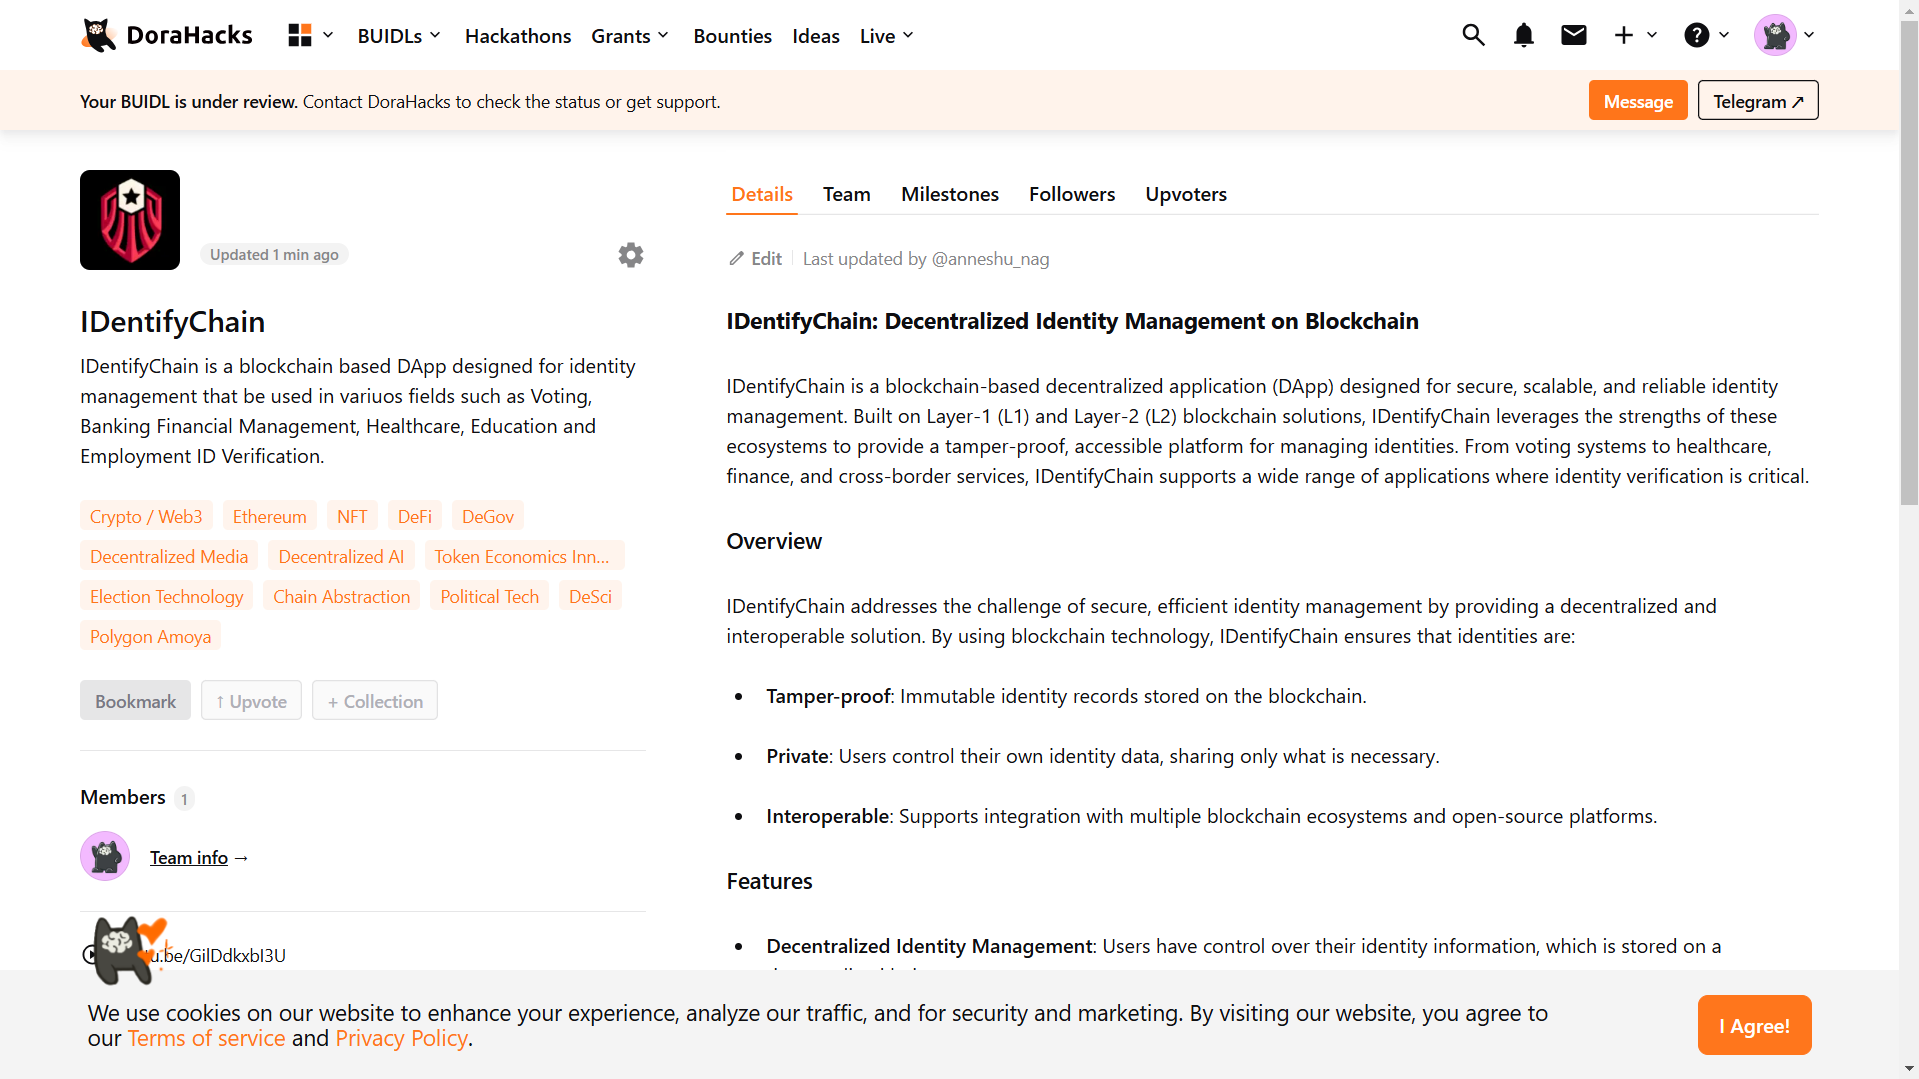 DoraHacks
BUIDLs
Hackathons
Grants
Bounties
Ideas
Live
Your BUIDL is under review. Contact DoraHacks to check the status or get support.
Message
Telegram ↗
Updated 1 min ago
IDentifyChain
IDentifyChain is a blockchain based DApp designed for identity
management that be used in variuos fields such as Voting,
Banking Financial Management, Healthcare, Education and
Employment ID Verification.
Crypto / Web3 Ethereum NFT DeFi DeGov
Decentralized Media Decentralized AI Token Economics Inn...
Election Technology Chain Abstraction Political Tech DeSci
Polygon Amoya
Bookmark ↑ Upvote + Collection
Members 1
Team info →
u.be/GilDdkxbI3U
Details Team Milestones Followers Upvoters
Edit Last updated by @anneshu_nag
IDentifyChain: Decentralized Identity Management on Blockchain
IDentifyChain is a blockchain-based decentralized application (DApp) designed for secure, scalable, and reliable identity
management. Built on Layer-1 (L1) and Layer-2 (L2) blockchain solutions, IDentifyChain leverages the strengths of these
ecosystems to provide a tamper-proof, accessible platform for managing identities. From voting systems to healthcare,
finance, and cross-border services, IDentifyChain supports a wide range of applications where identity verification is critical.
Overview
IDentifyChain addresses the challenge of secure, efficient identity management by providing a decentralized and
interoperable solution. By using blockchain technology, IDentifyChain ensures that identities are:
• Tamper-proof: Immutable identity records stored on the blockchain.
• Private: Users control their own identity data, sharing only what is necessary.
• Interoperable: Supports integration with multiple blockchain ecosystems and open-source platforms.
Features
• Decentralized Identity Management: Users have control over their identity information, which is stored on a
We use cookies on our website to enhance your experience, analyze our traffic, and for security and marketing. By visiting our website, you agree to
our Terms of service and Privacy Policy.
I Agree!